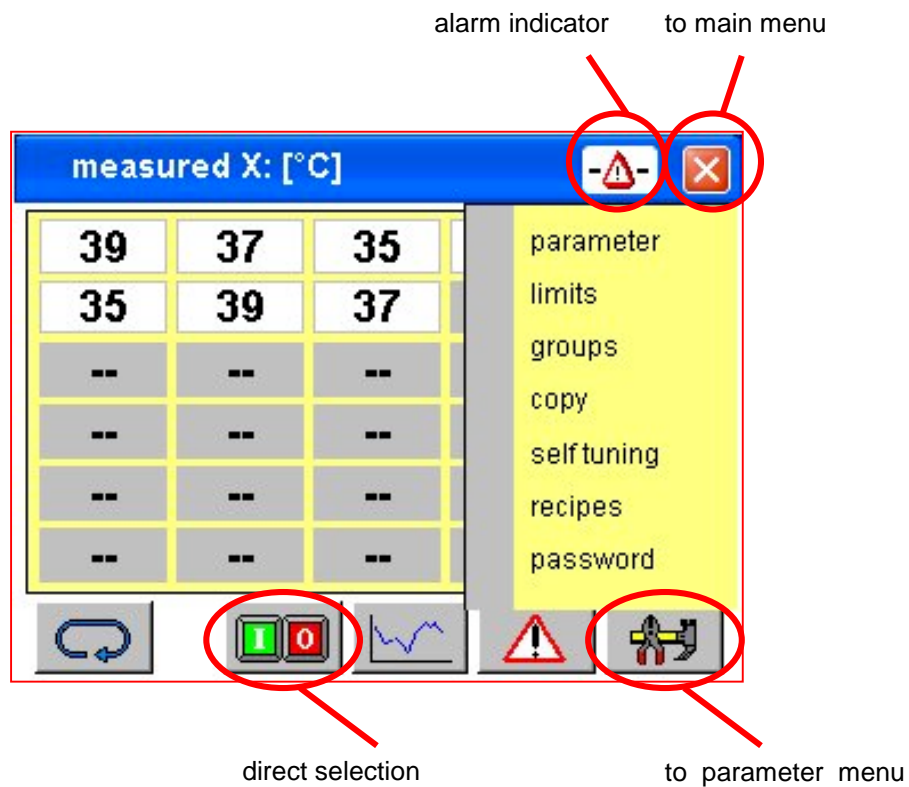 alarm indicator to main menu
measured X: [°C] -⚠- X
39 37 35 parameter
35 39 37 limits
-- -- -- groups
-- -- -- copy
-- -- -- self tuning
-- -- -- recipes
password
I O
direct selection to parameter menu